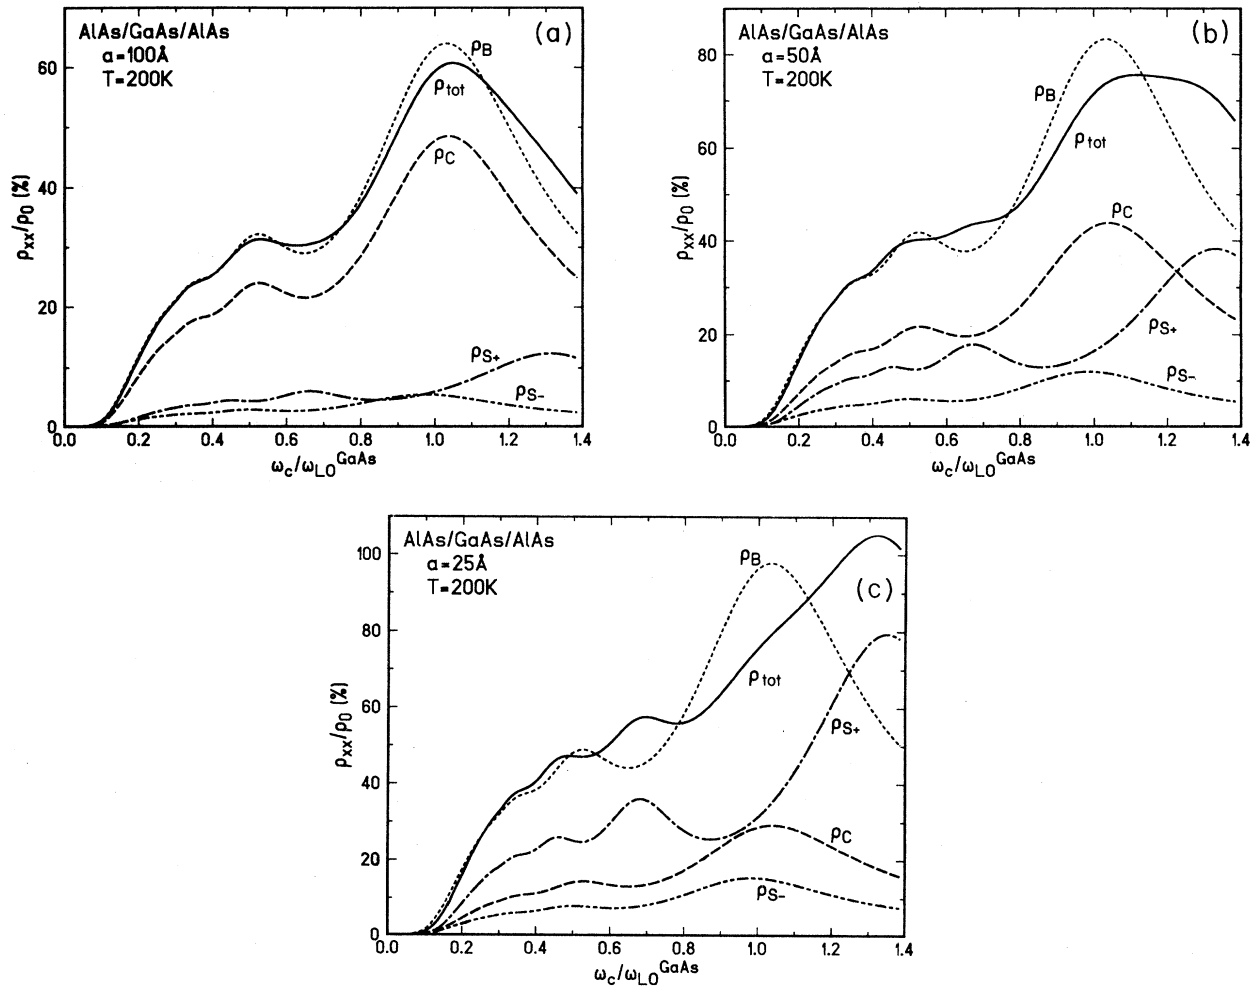 AlAs/GaAs/AlAs
a=100Å
T=200K
(a)
ρB
ρtot
ρC
ρS+
ρS-
60
40
20
0
ρxx/ρ0 (%)
0.0 0.2 0.4 0.6 0.8 1.0 1.2 1.4
ωc/ωLO GaAs
AlAs/GaAs/AlAs
a=50Å
T=200K
(b)
ρB
ρtot
ρC
ρS+
ρS-
80
60
40
20
0
ρxx/ρ0 (%)
0.0 0.2 0.4 0.6 0.8 1.0 1.2 1.4
ωc/ωLO GaAs
AlAs/GaAs/AlAs
a=25Å
T=200K
(c)
ρB
ρtot
ρS+
ρC
ρS-
100
80
60
40
20
0
ρxx/ρ0 (%)
0.0 0.2 0.4 0.6 0.8 1.0 1.2 1.4
ωc/ωLO GaAs